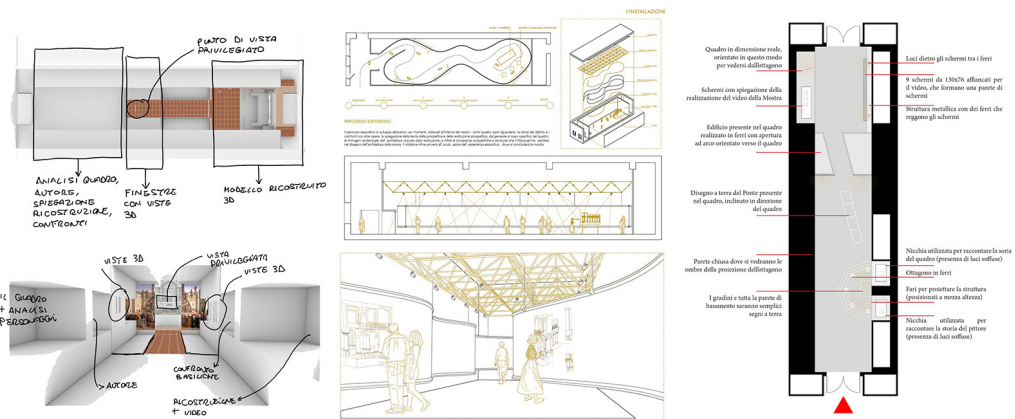 PUNTO DI VISTA
PRIVILEGIATO
ANALISI QUADRO,
AUTORE,
SPIEGAZIONE
RICOSTRUZIONE,
CONFRONTI
FINESTRE
CON VISTE
3D
MODELLO RICOSTRUITO
3D
VISTE 3D
VISTA
PRIVILEGIATA
VISTE 3D
IL QUADRO
+ ANALISI
PERSONAGGI
AUTORE
CONFRONTO
BASILICHE
RICOSTRUZIONE
+ VIDEO
L'INSTALLAZIONE
PERCORSO ESPOSITIVO
Quadro in dimensione reale,
orientato in questo modo
per vedersi dall'ottagono
Schermi con spiegazione della
realizzazione del video della Mostra
Edificio presente nel quadro
realizzato in ferri con apertura
ad arco orientato verso il quadro
Disegno a terra del Ponte presente
nel quadro, inclinato in direzione
del quadro
Parete chiusa dove si vedranno le
ombre della proiezione dell'ottagono
I gradini e tutta la parete di
basamento saranno semplici
segni a terra
Luci dietro gli schermi tra i ferri
9 schermi da 130x76 affiancati per
il video, che formano una parete di
schermi
Struttura metallica con dei ferri che
reggono gli schermi
Nicchia utilizzata per raccontare la soria
del quadro (presenza di luci soffuse)
Ottagono in ferri
Fari per proiettare la struttura
(posizionati a mezza altezza)
Nicchia utilizzata per
raccontare la storia del pittore
(presenza di luci soffuse)